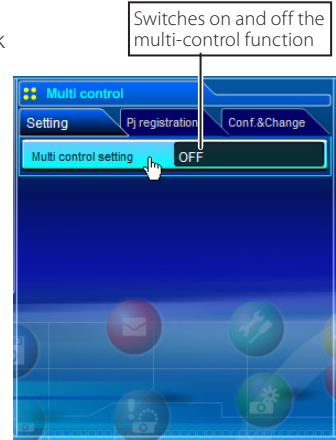 Switches on and off the
multi-control function
k
Multi control
Setting
Pj registration
Conf.&Change
Multi control setting
OFF